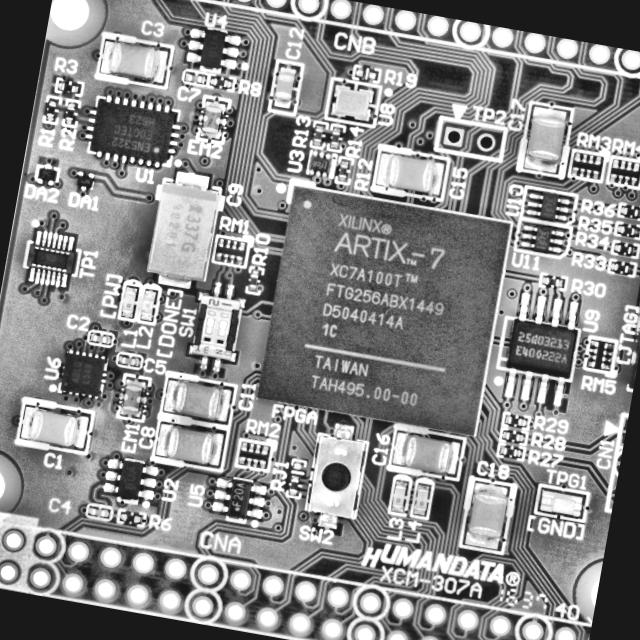 C3
U4
C12
CNB
R3
C7
R8
R19
U8
TP2
RM3
EM2
R13
R14
U3
R12
C15
U1
DA2
DA1
C9
U10
R36
R35
R34
R33
U11
RM1
R10
TP1
[PW]
[DONE]
SW1
L1
L2
C2
C5
U6
XILINX®
ARTIX-7
XC7A100T™
FTG256ABX1449
D5040414A
1C
TAIWAN
TAH495.00-00
R30
25Q03213
E400222A
U9
JTAG1
RM5
C11
FPGA
EM1
C8
C1
RM2
C16
R29
R28
R27
CN1
C18
TPG1
[GND]
U2
U5
C4
R6
SW2
L3
L4
CNA
HUMANDATA®
XCM-307A